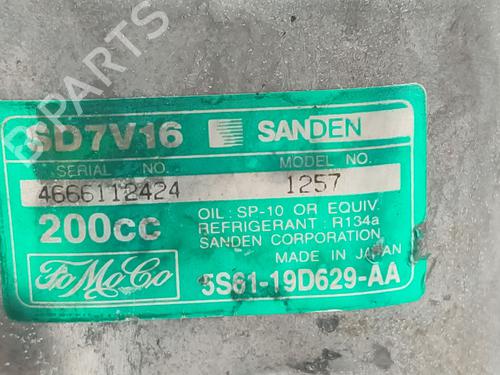 B PARTS
SD7V16 SANDEN
SERIAL NO. MODEL NO.
4666112424 1257
200cc
OIL : SP-10 OR EQUIV.
REFRIGERANT : R134a
SANDEN CORPORATION
MADE IN JAPAN
FoMoCo 5S61-19D629-AA